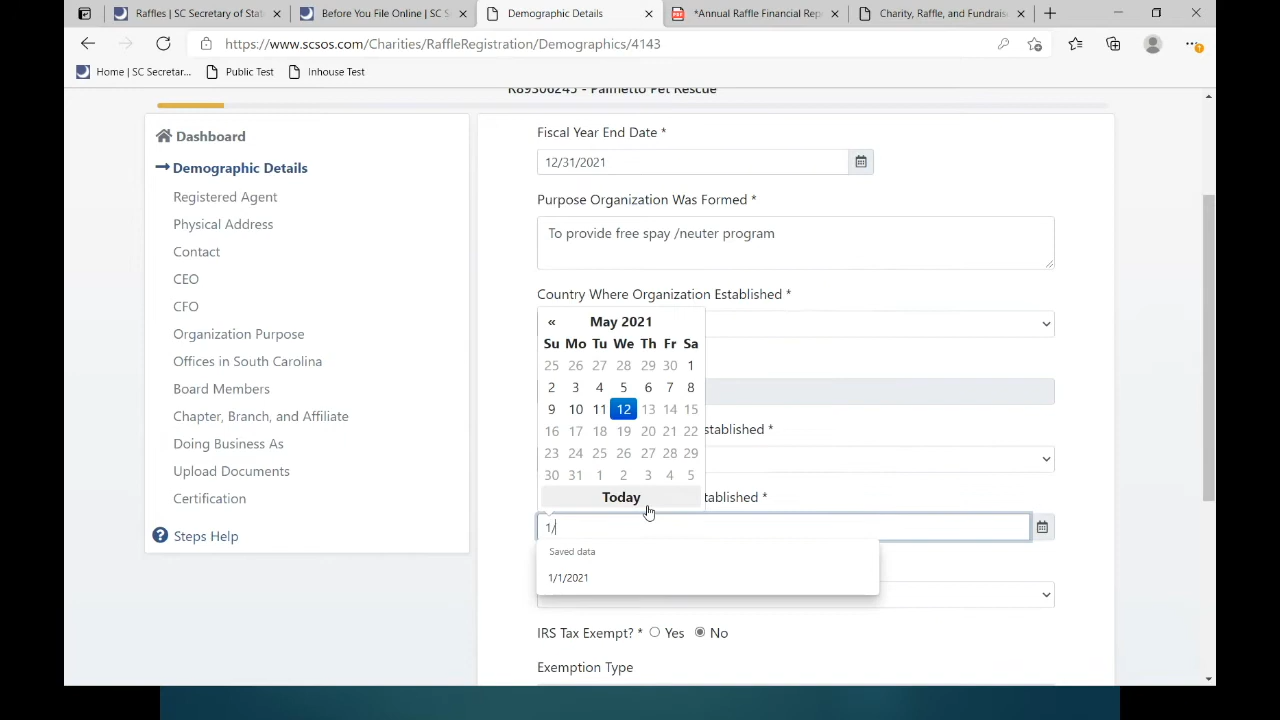 Raffles | SC Secretary of Stat
Before You File Online | SC S
Demographic Details
*Annual Raffle Financial Rep
Charity, Raffle, and Fundrais
https://www.scsos.com/Charities/RaffleRegistration/Demographics/4143
Home | SC Secretar...
Public Test
Inhouse Test
R89306245 - Palmetto Pet Rescue
Dashboard
Demographic Details
Registered Agent
Physical Address
Contact
CEO
CFO
Organization Purpose
Offices in South Carolina
Board Members
Chapter, Branch, and Affiliate
Doing Business As
Upload Documents
Certification
Steps Help
Fiscal Year End Date *
12/31/2021
Purpose Organization Was Formed *
To provide free spay /neuter program
Country Where Organization Established *
« May 2021
Su Mo Tu We Th Fr Sa
25 26 27 28 29 30 1
2 3 4 5 6 7 8
9 10 11 12 13 14 15
16 17 18 19 20 21 22
23 24 25 26 27 28 29
30 31 1 2 3 4 5
Today
stablished *
tablished *
1/
Saved data
1/1/2021
IRS Tax Exempt? * Yes No
Exemption Type